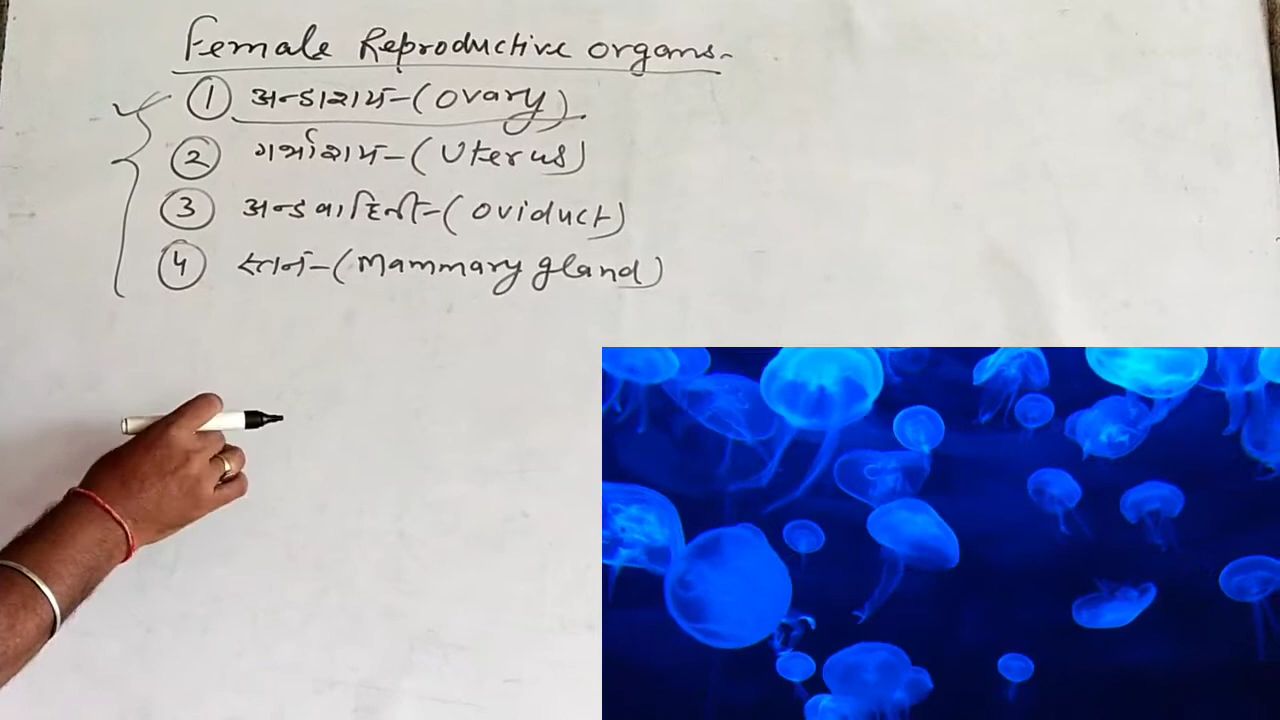 Female Reproductive organs-
① अन्डाशय-(Ovary)
② गर्भाशय-(Uterus)
③ अन्डवाहिनी-(Oviduct)
④ स्तन-(Mammary gland)